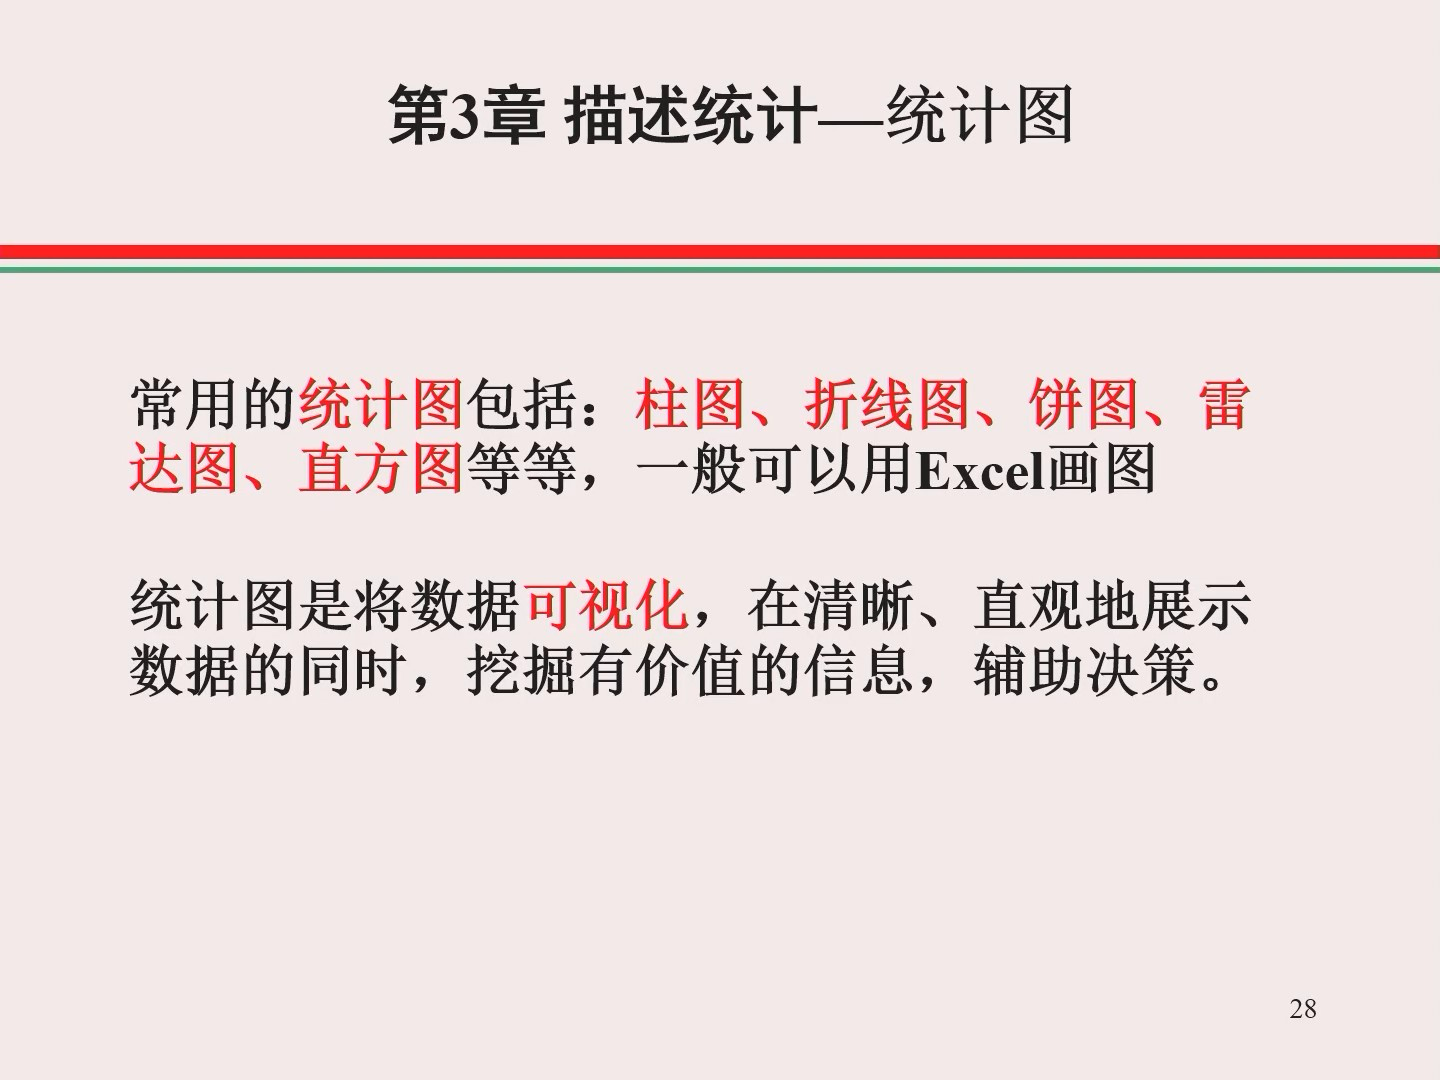 第3章 描述统计—统计图
常用的统计图包括：柱图、折线图、饼图、雷
达图、直方图等等，一般可以用Excel画图
统计图是将数据可视化，在清晰、直观地展示
数据的同时，挖掘有价值的信息，辅助决策。
28